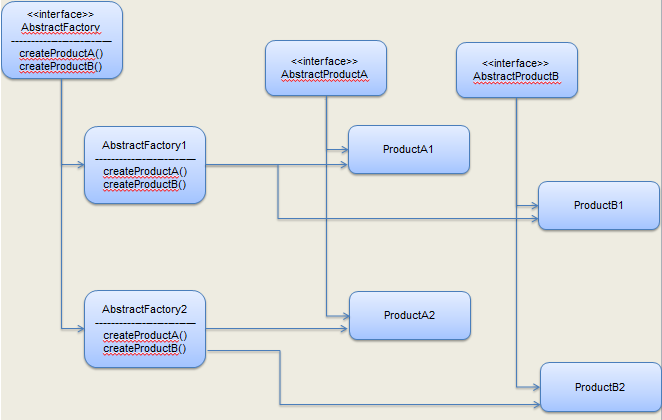 <<interface>>
AbstractFactory
-------------------------
createProductA()
createProductB()
<<interface>>
AbstractProductA
<<interface>>
AbstractProductB
AbstractFactory1
-------------------------
createProductA()
createProductB()
ProductA1
ProductB1
AbstractFactory2
-------------------------
createProductA()
createProductB()
ProductA2
ProductB2